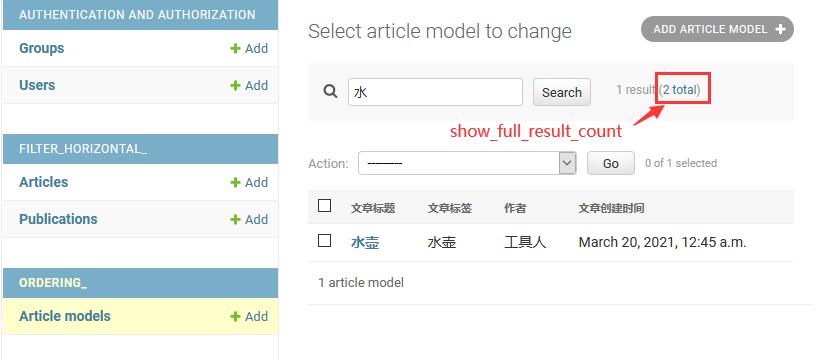 AUTHENTICATION AND AUTHORIZATION
Groups + Add
Users + Add
FILTER_HORIZONTAL_
Articles + Add
Publications + Add
ORDERING_
Article models + Add
Select article model to change
ADD ARTICLE MODEL +
水 Search 1 result (2 total)
show_full_result_count
Action: --------- Go 0 of 1 selected
文章标题 文章标签 作者 文章创建时间
水壶 水壶 工具人 March 20, 2021, 12:45 a.m.
1 article model